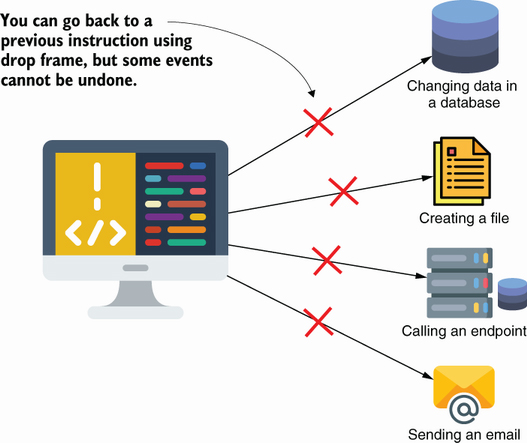 You can go back to a
previous instruction using
drop frame, but some events
cannot be undone.
Changing data in
a database
Creating a file
Calling an endpoint
Sending an email